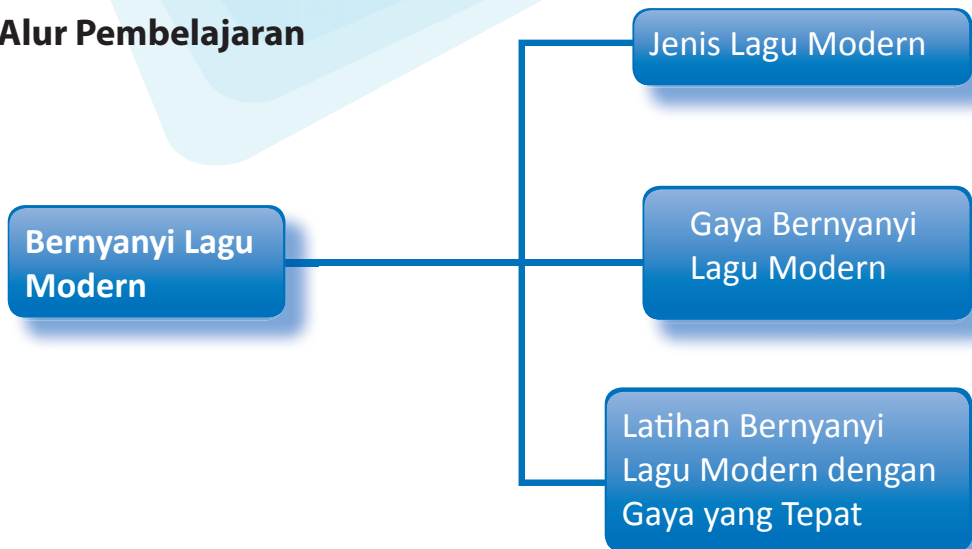 Alur Pembelajaran
Jenis Lagu Modern
Bernyanyi Lagu
Modern
Gaya Bernyanyi
Lagu Modern
Latihan Bernyanyi
Lagu Modern dengan
Gaya yang Tepat